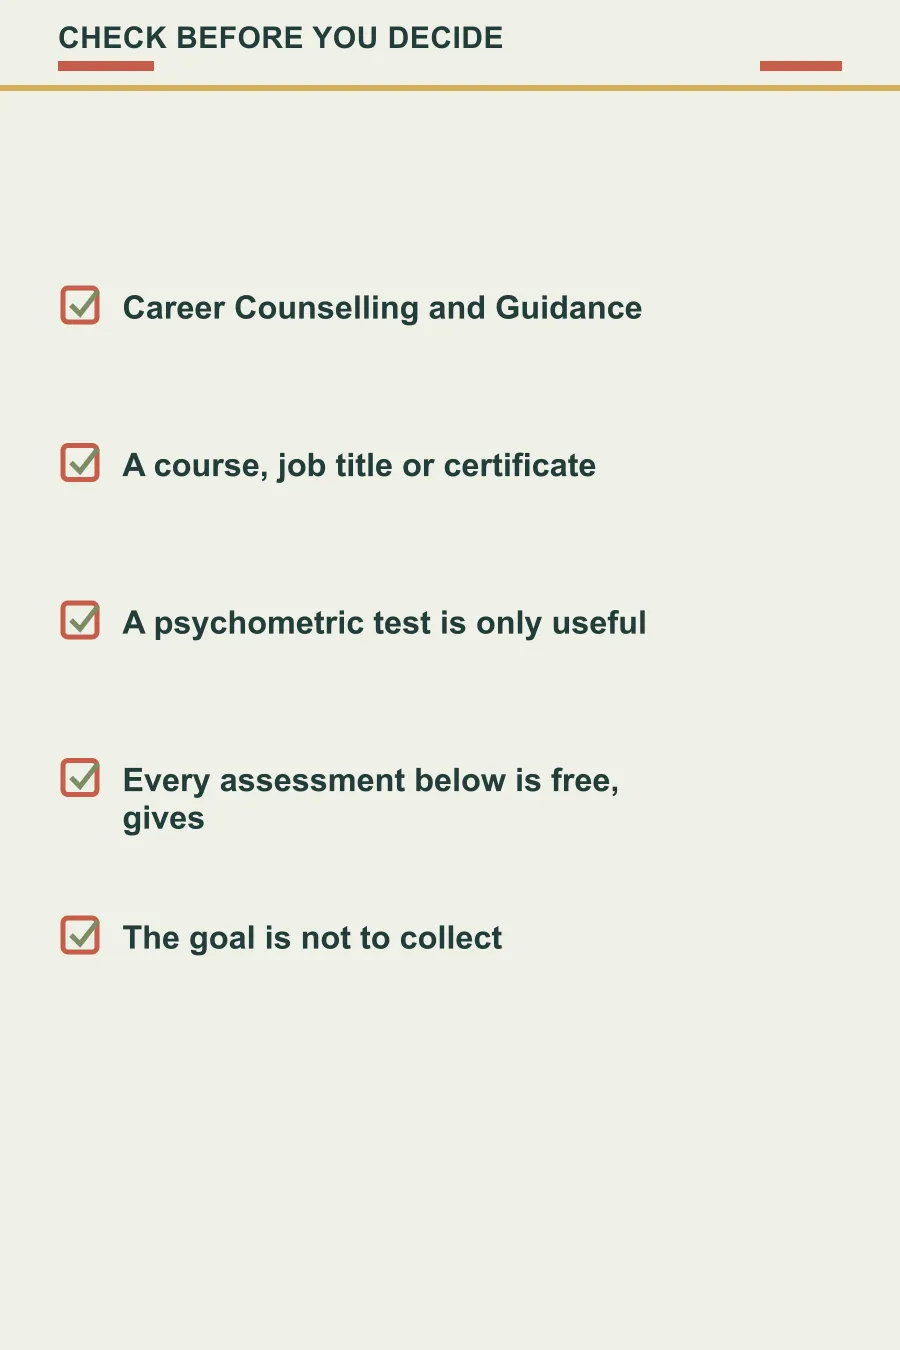 CHECK BEFORE YOU DECIDE
Career Counselling and Guidance
A course, job title or certificate
A psychometric test is only useful
Every assessment below is free,
gives
The goal is not to collect